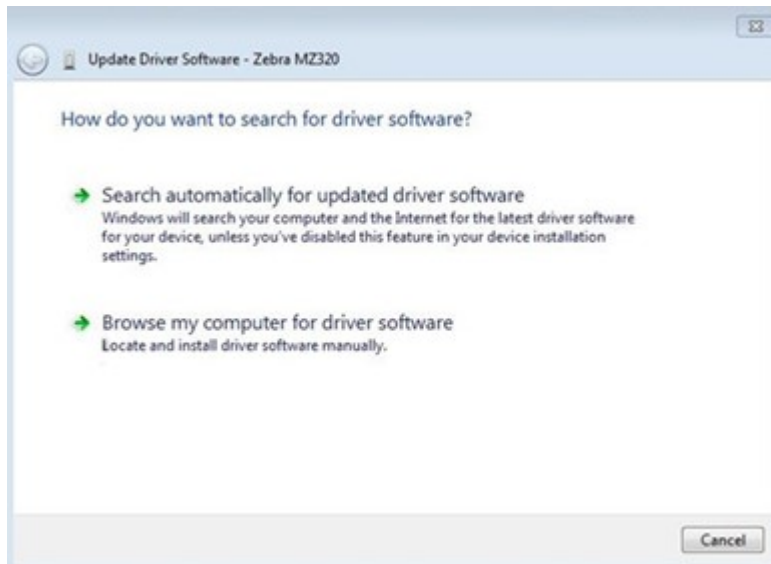 Update Driver Software - Zebra MZ320
How do you want to search for driver software?
Search automatically for updated driver software
Windows will search your computer and the Internet for the latest driver software
for your device, unless you've disabled this feature in your device installation
settings.
Browse my computer for driver software
Locate and install driver software manually.
Cancel